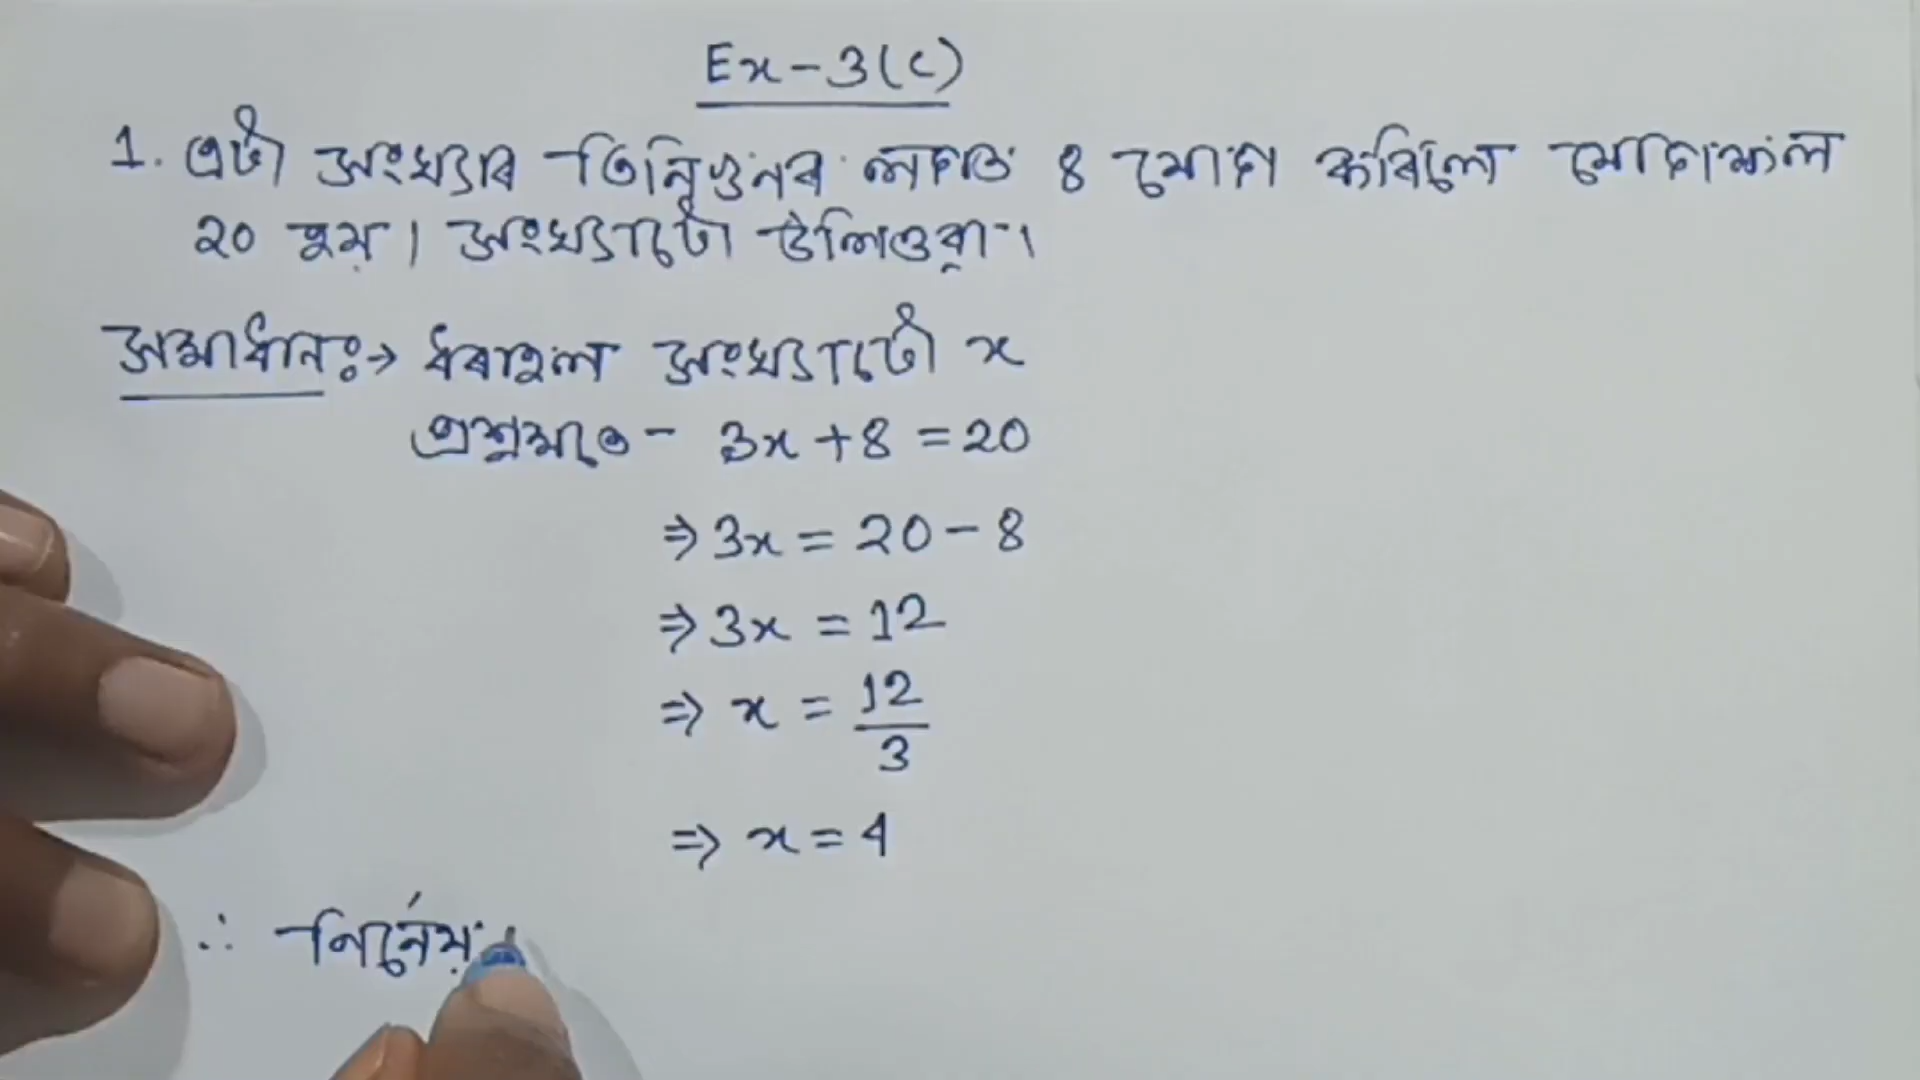 Ex-3(c)
1. এটা সংখ্যাৰ তিনিগুনৰ লগত 8 যোগ কৰিলে যোগফল
20 হয়। সংখ্যাটো উলিওৱা।
সমাধান:→ ধৰাহল সংখ্যাটো x
প্ৰশ্নমতে - 3x + 8 = 20
⇒ 3x = 20 - 8
⇒ 3x = 12
⇒ x = 12/3
⇒ x = 4
∴ নিৰ্নেয়